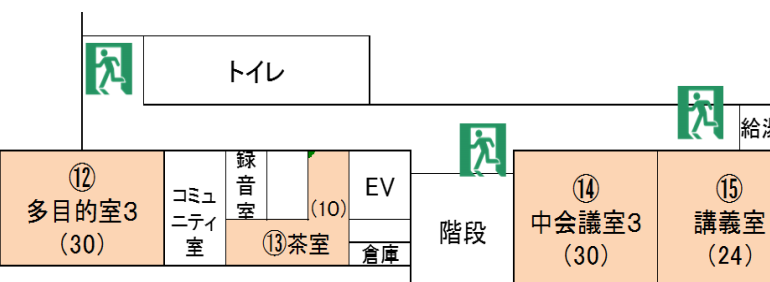 トイレ
給湯
⑫
多目的室3
(30)
コミュ
ニティ
室
録
音
室
(10)
⑬茶室
EV
倉庫
階段
⑭
中会議室3
(30)
⑮
講義室
(24)